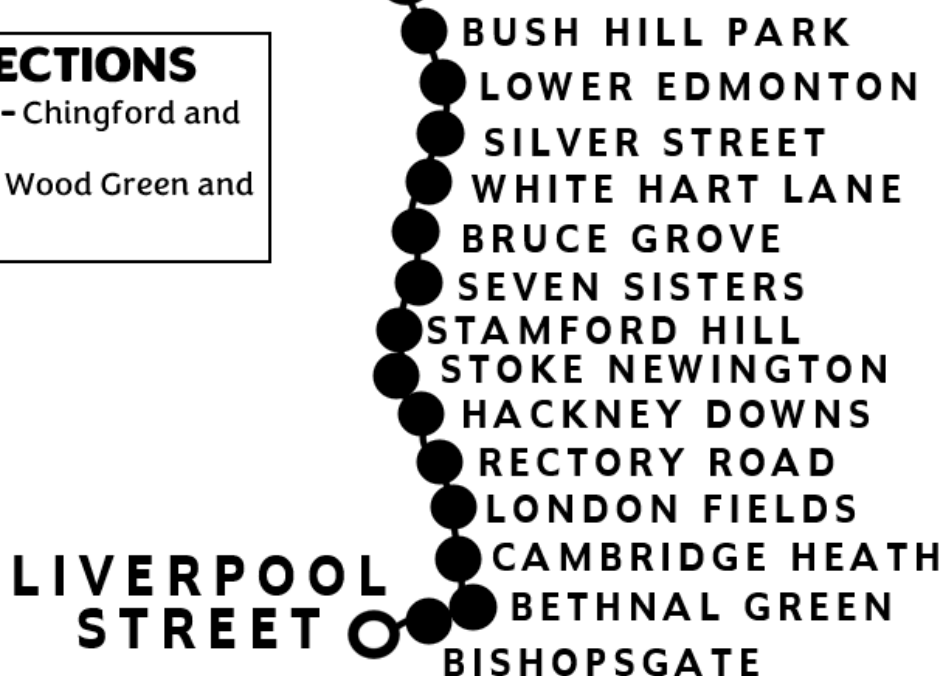 BUSH HILL PARK
ECTIONS
LOWER EDMONTON
- Chingford and
SILVER STREET
Wood Green and
WHITE HART LANE
BRUCE GROVE
SEVEN SISTERS
STAMFORD HILL
STOKE NEWINGTON
HACKNEY DOWNS
RECTORY ROAD
LONDON FIELDS
CAMBRIDGE HEATH
LIVERPOOL
STREET
BETHNAL GREEN
BISHOPSGATE